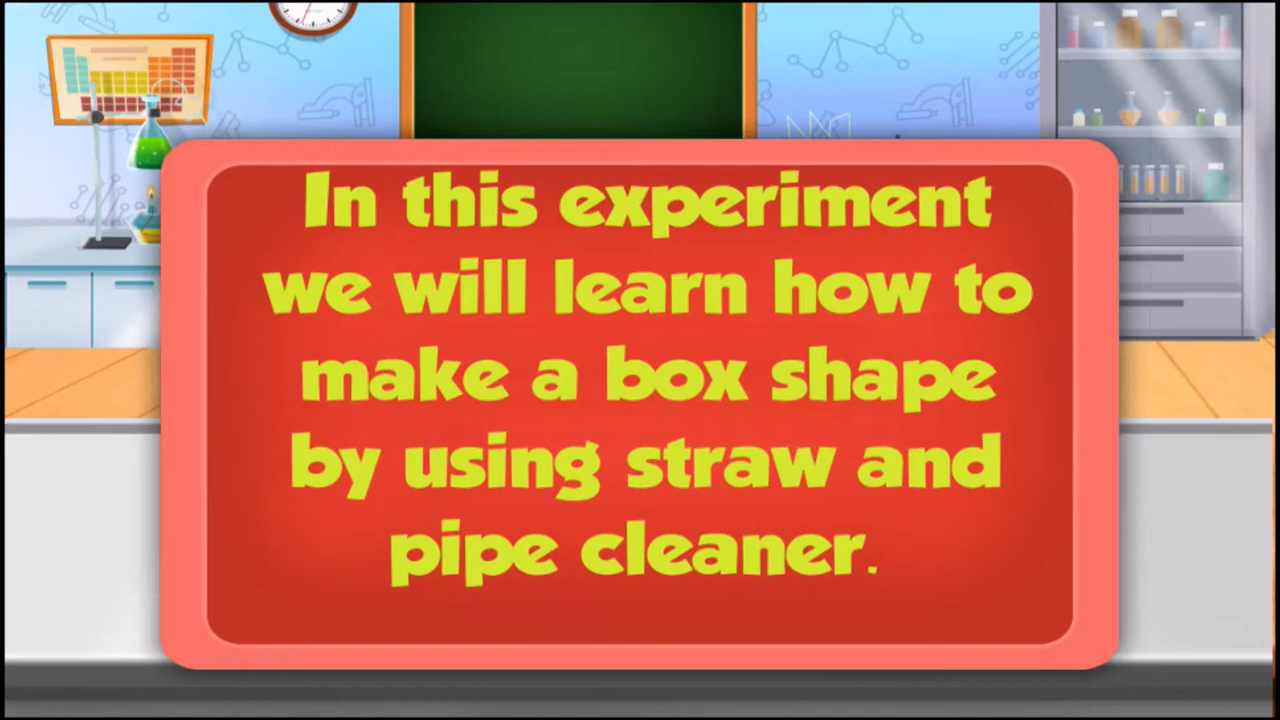 In this experiment
we will learn how to
make a box shape
by using straw and
pipe cleaner.